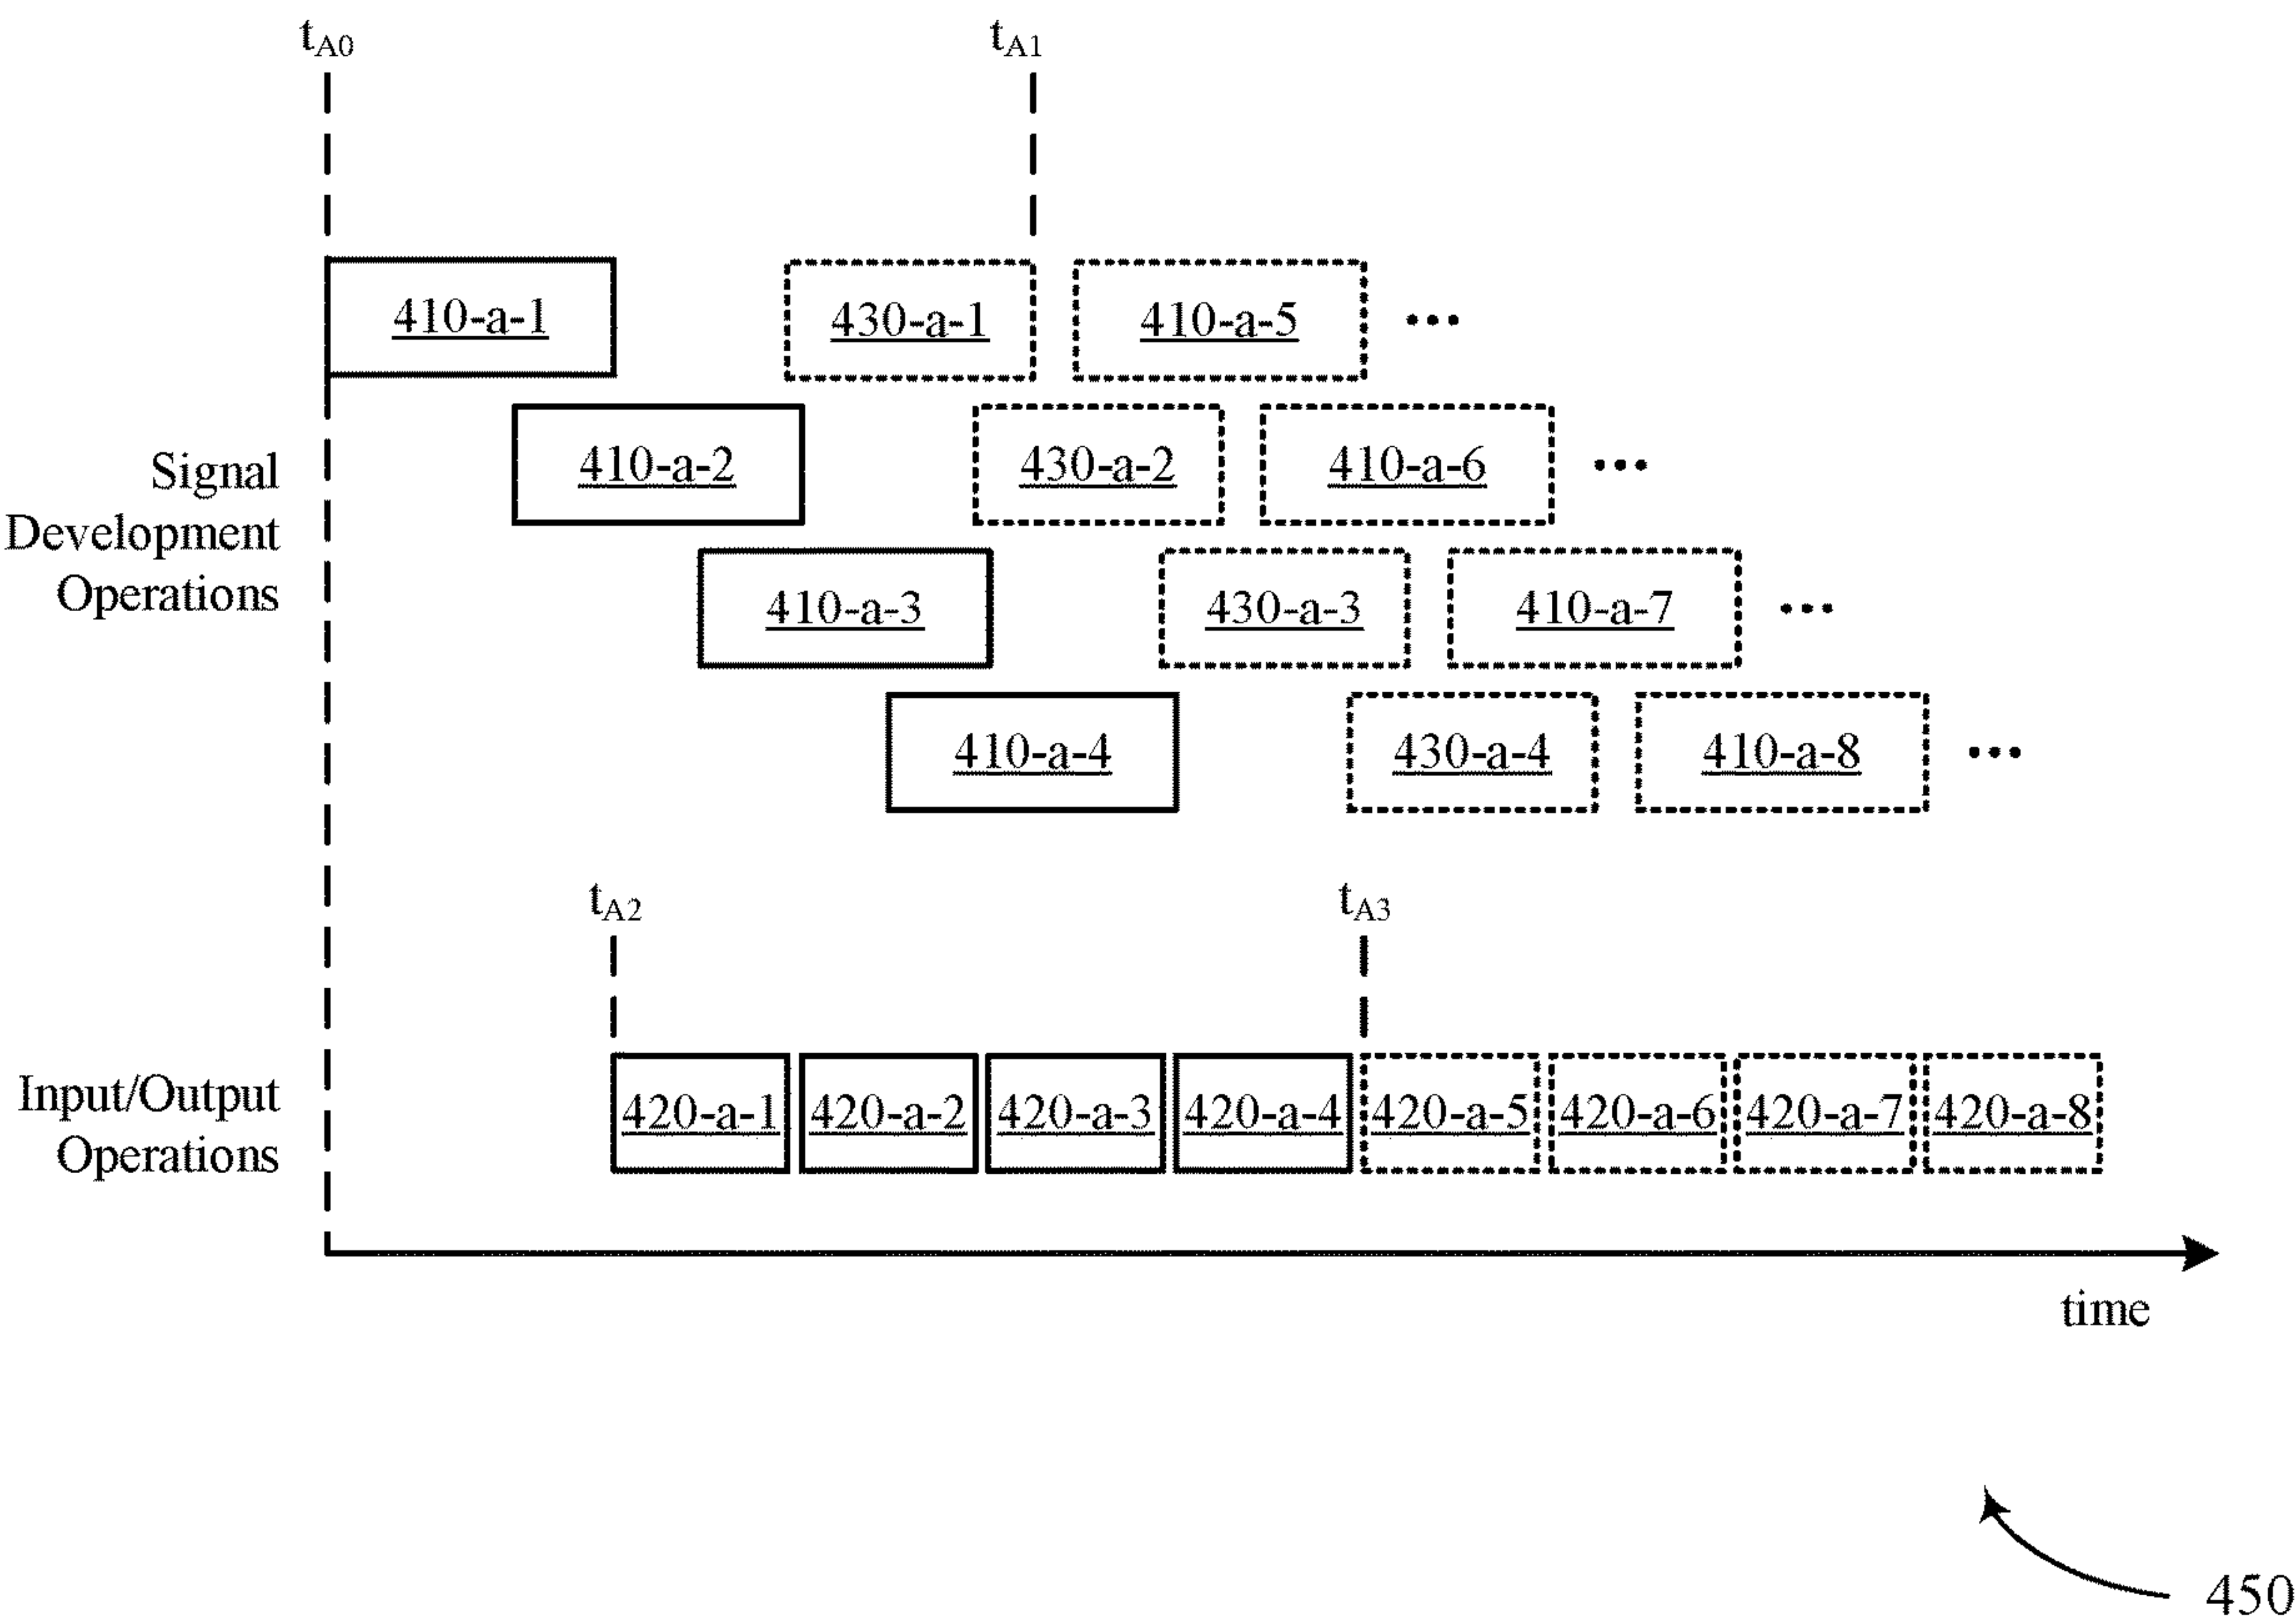 tA0 tA1
410-a-1 430-a-1 410-a-5 •••
410-a-2 430-a-2 410-a-6 •••
Signal
Development
Operations
410-a-3 430-a-3 410-a-7 •••
410-a-4 430-a-4 410-a-8 •••
tA2 tA3
Input/Output
Operations
420-a-1 420-a-2 420-a-3 420-a-4 420-a-5 420-a-6 420-a-7 420-a-8
time
450